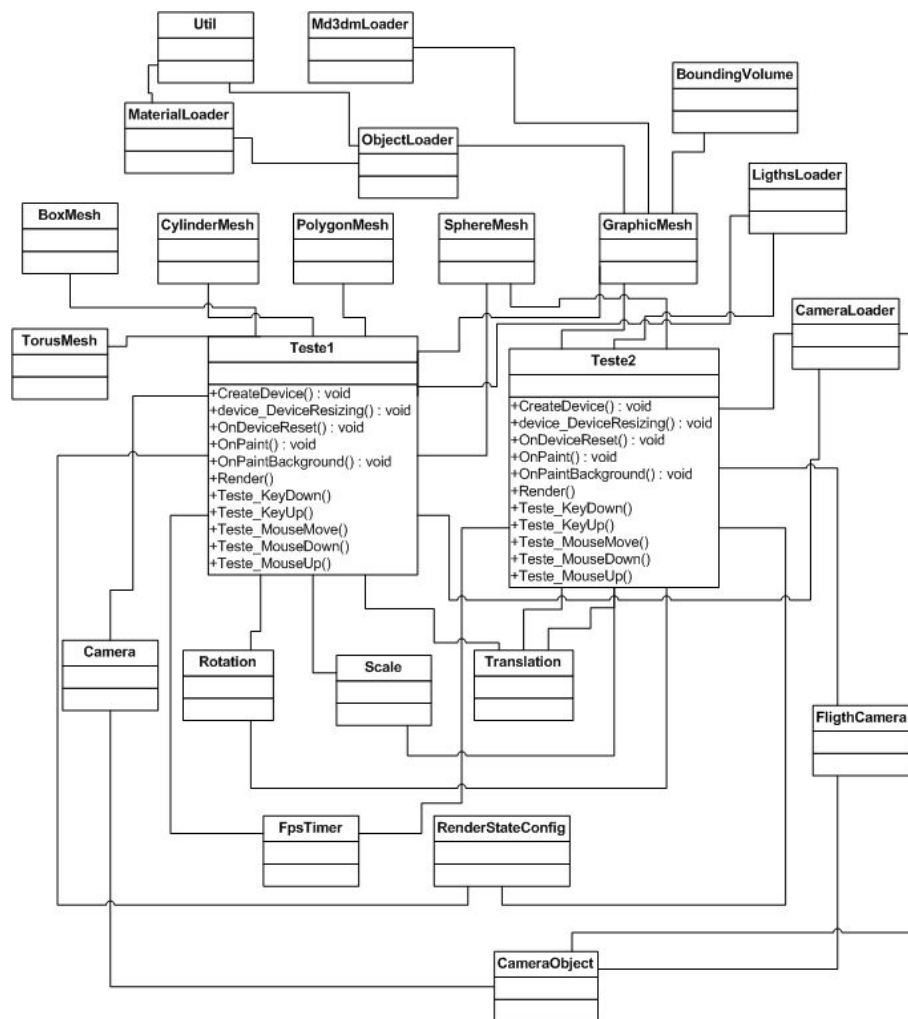 Util
Md3dmLoader
BoundingVolume
MaterialLoader
ObjectLoader
LigthsLoader
BoxMesh
CylinderMesh
PolygonMesh
SphereMesh
GraphicMesh
CameraLoader
TorusMesh
Teste1
+CreateDevice() : void
+device_DeviceResizing() : void
+OnDeviceReset() : void
+OnPaint() : void
+OnPaintBackground() : void
+Render()
+Teste_KeyDown()
+Teste_KeyUp()
+Teste_MouseMove()
+Teste_MouseDown()
+Teste_MouseUp()
Teste2
+CreateDevice() : void
+device_DeviceResizing() : void
+OnDeviceReset() : void
+OnPaint() : void
+OnPaintBackground() : void
+Render()
+Teste_KeyDown()
+Teste_KeyUp()
+Teste_MouseMove()
+Teste_MouseDown()
+Teste_MouseUp()
Camera
Rotation
Scale
Translation
FligthCamera
FpsTimer
RenderStateConfig
CameraObject